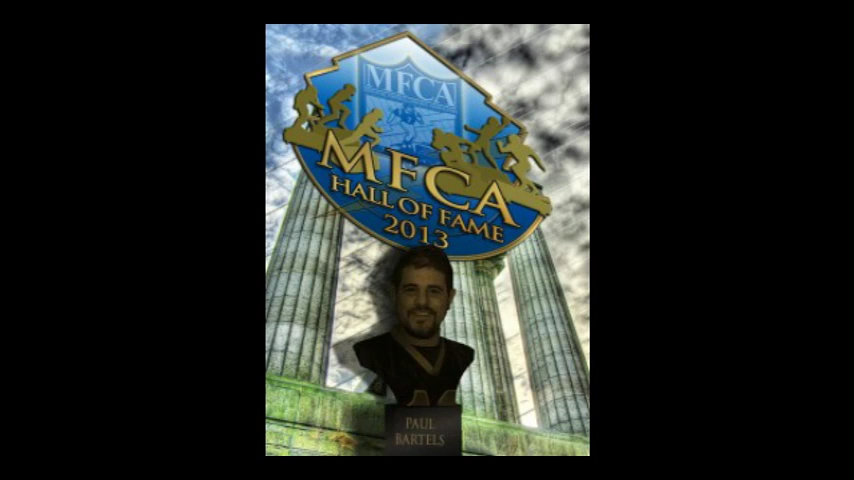 MFCA
MFCA
HALL OF FAME
2013
PAUL
BARTELS